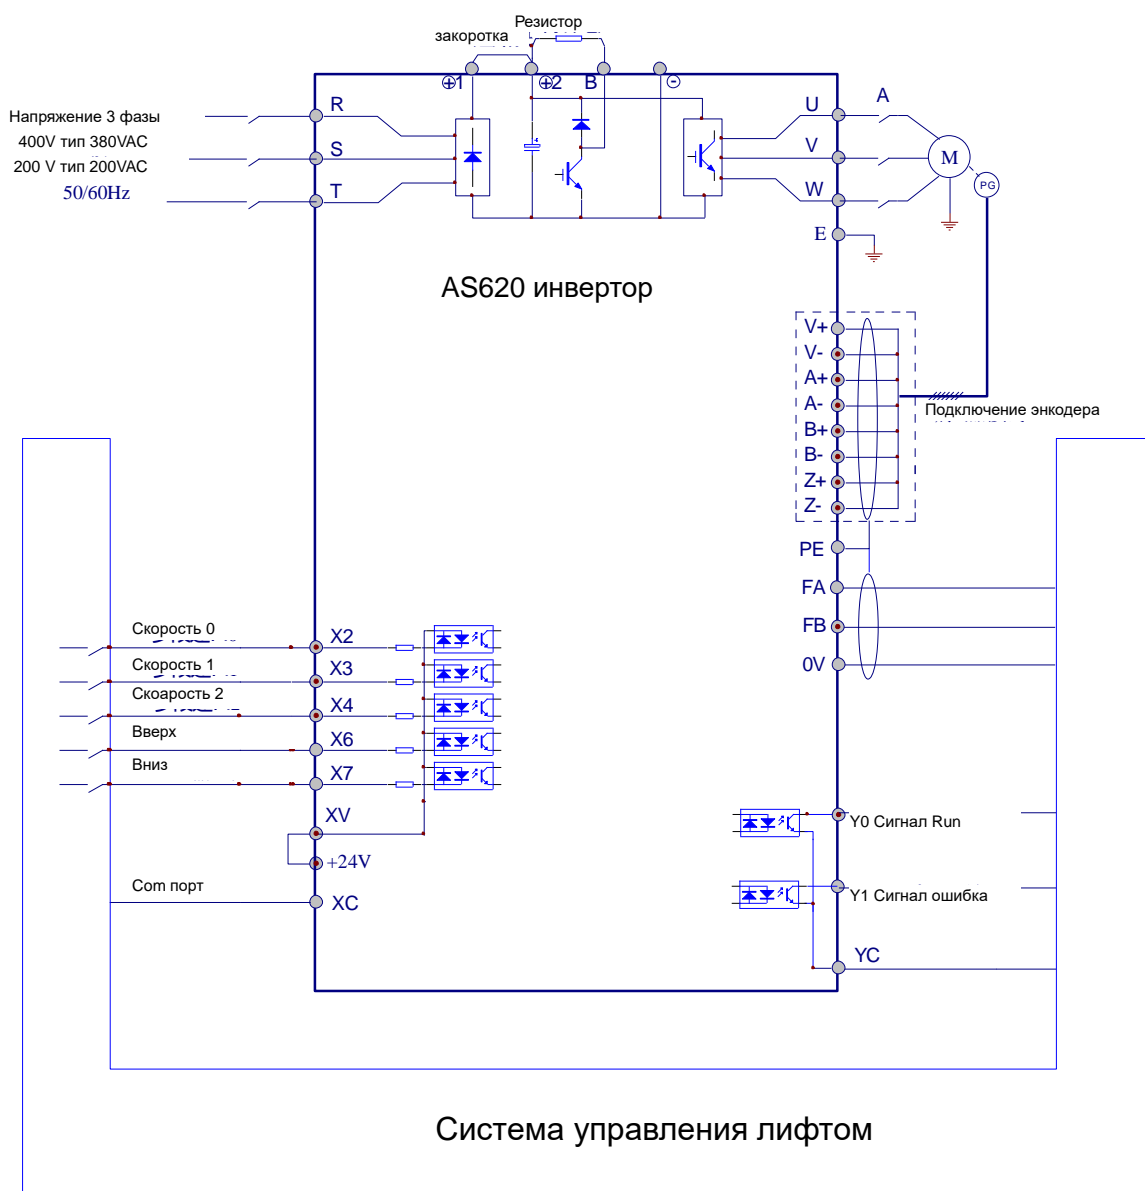 Резистор
закоротка
⊕1
⊕2
B
⊖
Напряжение 3 фазы
400V тип 380VAC
200 V тип 200VAC
50/60Hz
R
S
T
U
V
W
E
A
M
PG
AS620 инвертор
V+
V-
A+
A-
B+
B-
Z+
Z-
Подключение энкодера
PE
FA
FB
0V
Скорость 0
X2
Скорость 1
X3
Скоарость 2
X4
Вверх
X6
Вниз
X7
XV
+24V
Com порт
XC
Y0 Сигнал Run
Y1 Сигнал ошибка
YC
Система управления лифтом